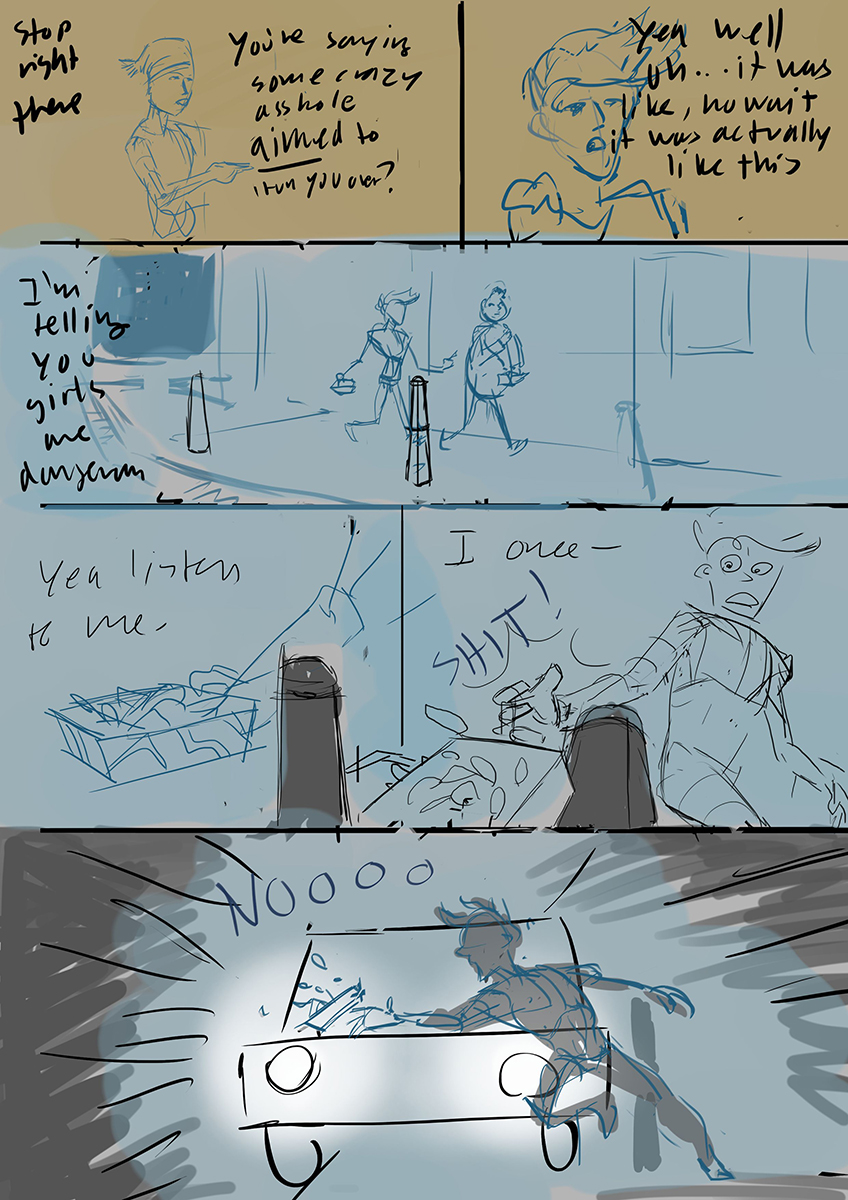 Stop
right
there
You're saying
some crazy
asshole
aimed to
run you over?
Yea well
uh...it was
like, no wait
it was actually
like this
I'm
telling
you
girls
are
dangerous
Yea listen
to me-
I once-
SHIT!
NOOOO